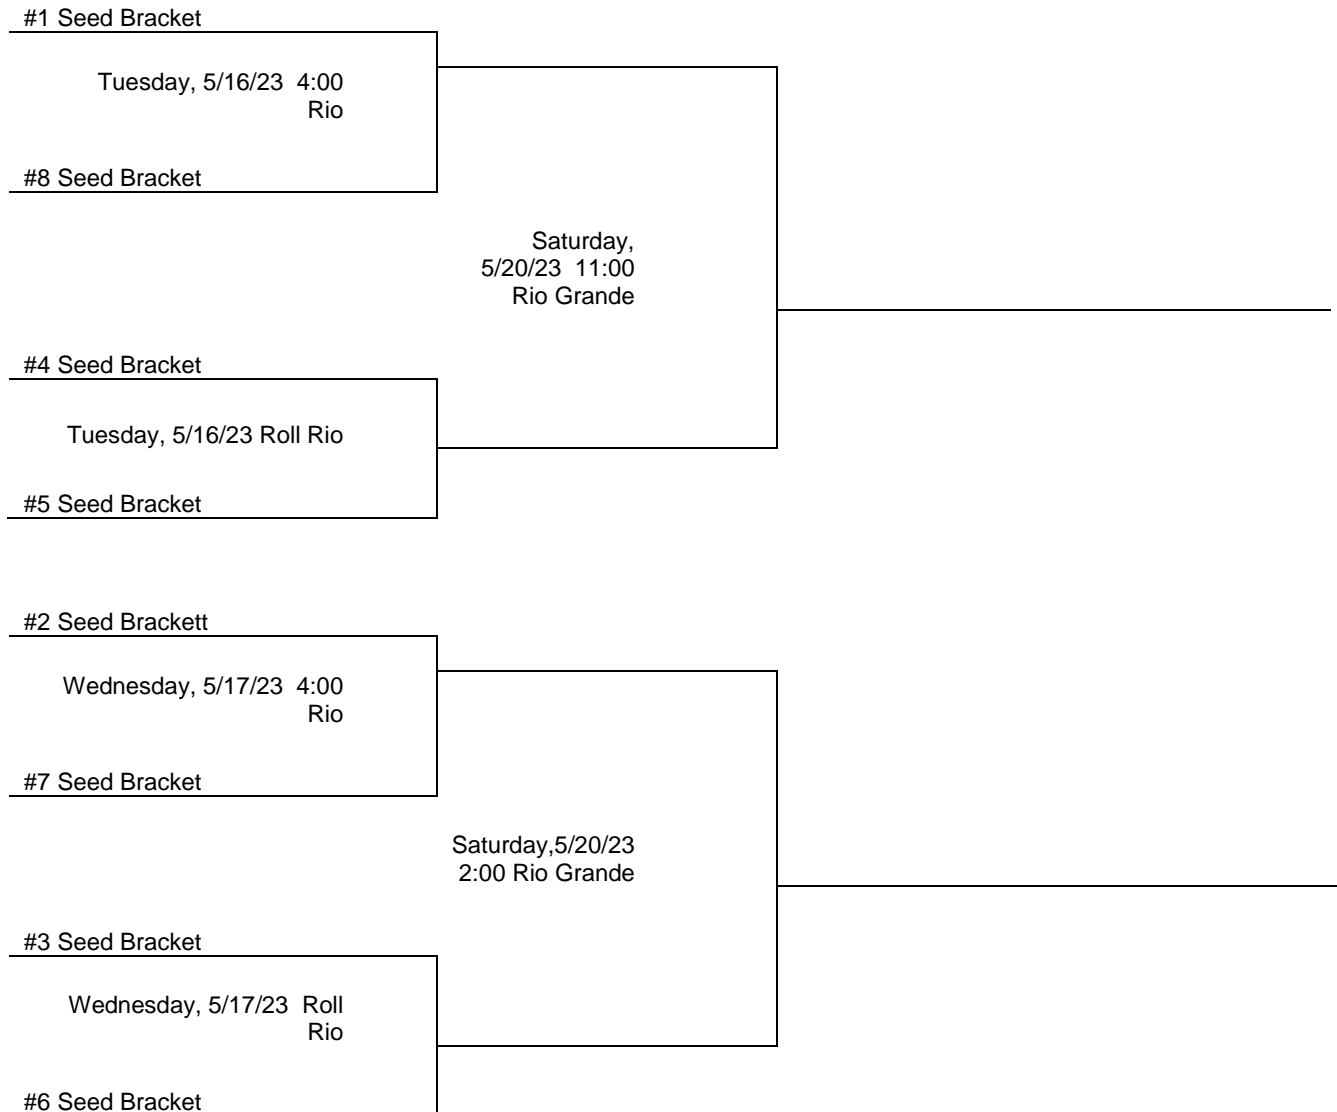 #1 Seed Bracket
Tuesday, 5/16/23  4:00
Rio
#8 Seed Bracket
Saturday,
5/20/23  11:00
Rio Grande
#4 Seed Bracket
Tuesday, 5/16/23 Roll Rio
#5 Seed Bracket
#2 Seed Brackett
Wednesday, 5/17/23  4:00
Rio
#7 Seed Bracket
Saturday,5/20/23
2:00 Rio Grande
#3 Seed Bracket
Wednesday, 5/17/23  Roll
Rio
#6 Seed Bracket